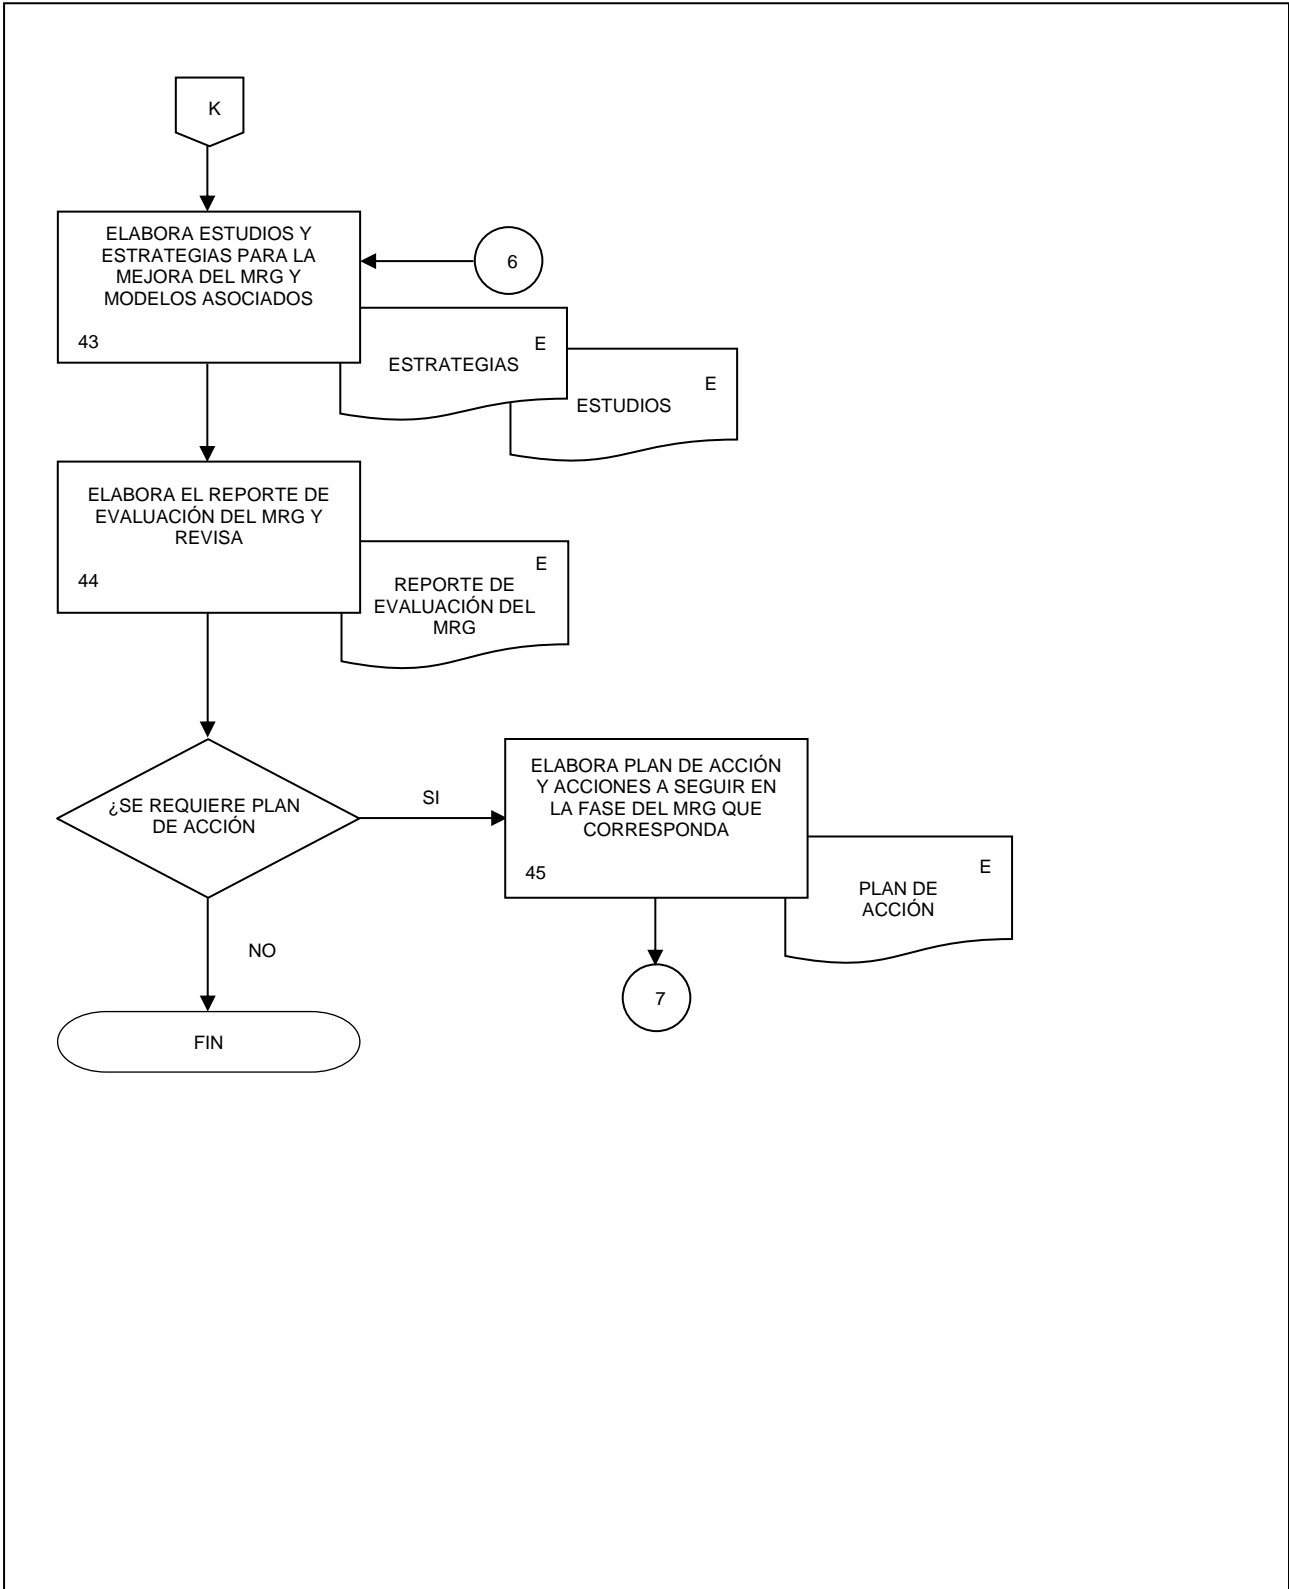 K
ELABORA ESTUDIOS Y
ESTRATEGIAS PARA LA
MEJORA DEL MRG Y
MODELOS ASOCIADOS
43
6
E
ESTRATEGIAS
E
ESTUDIOS
ELABORA EL REPORTE DE
EVALUACIÓN DEL MRG Y
REVISA
44
E
REPORTE DE
EVALUACIÓN DEL
MRG
¿SE REQUIERE PLAN
DE ACCIÓN
SI
ELABORA PLAN DE ACCIÓN
Y ACCIONES A SEGUIR EN
LA FASE DEL MRG QUE
CORRESPONDA
45
E
PLAN DE
ACCIÓN
NO
7
FIN